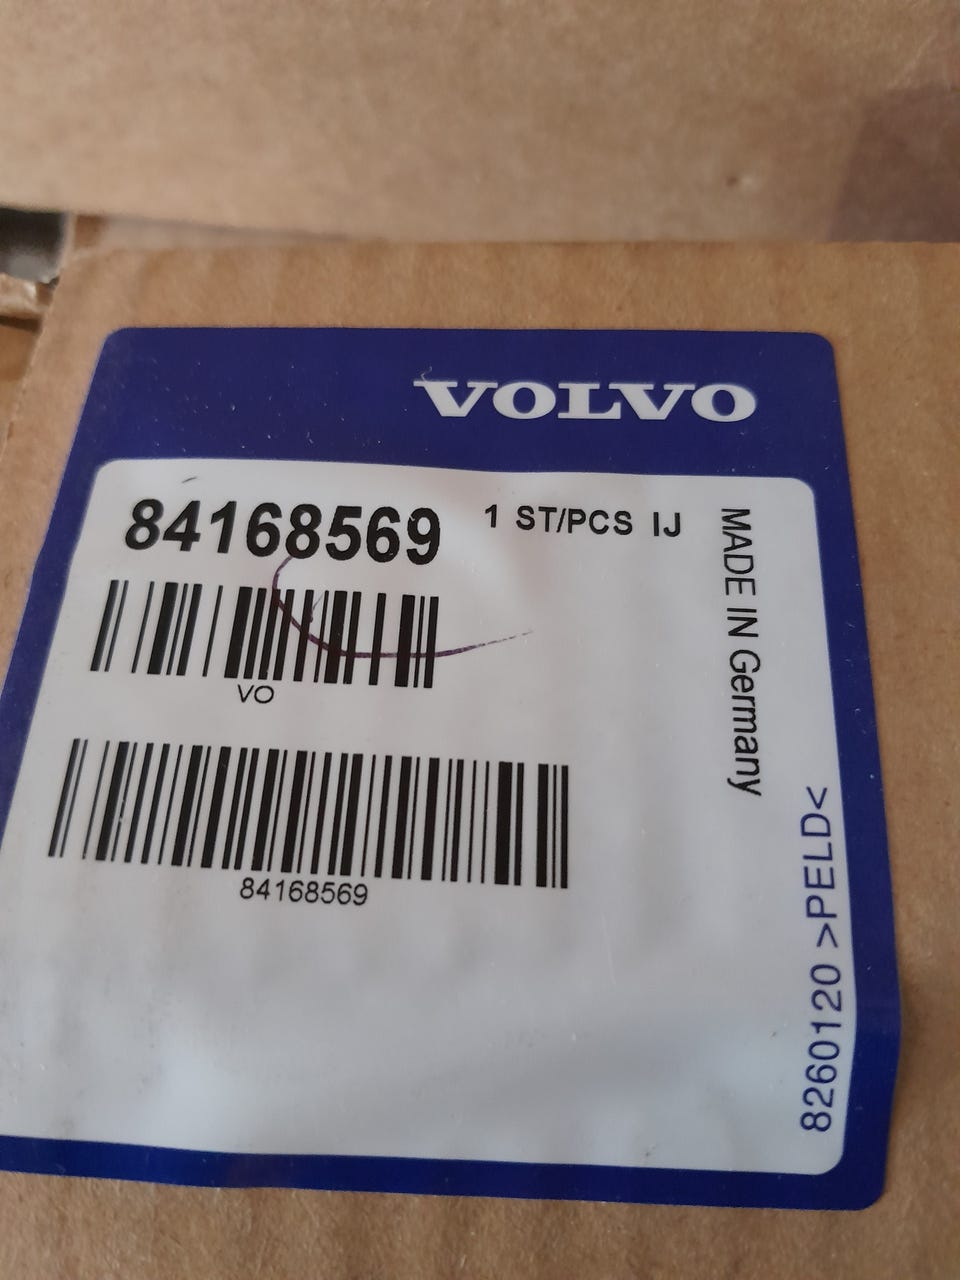 VOLVO
84168569 1 ST/PCS IJ
VO
84168569
MADE IN Germany
8260120 >PELD<